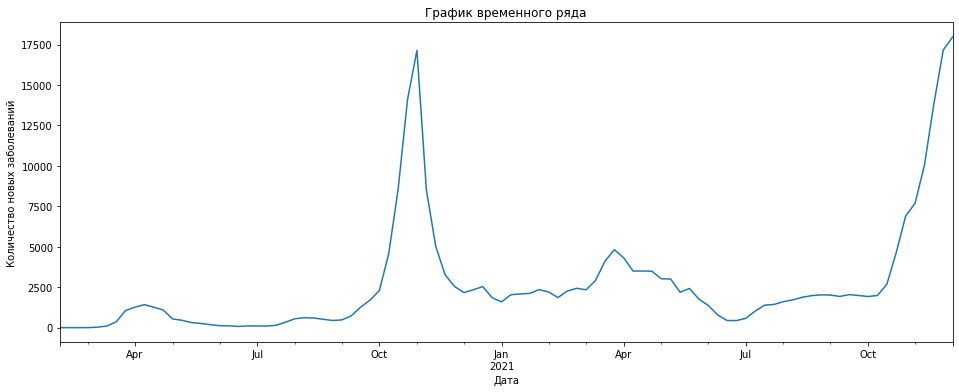 График временного ряда
Количество новых заболеваний
17500
15000
12500
10000
7500
5000
2500
0
Apr
Jul
Oct
Jan
2021
Apr
Jul
Oct
Дата